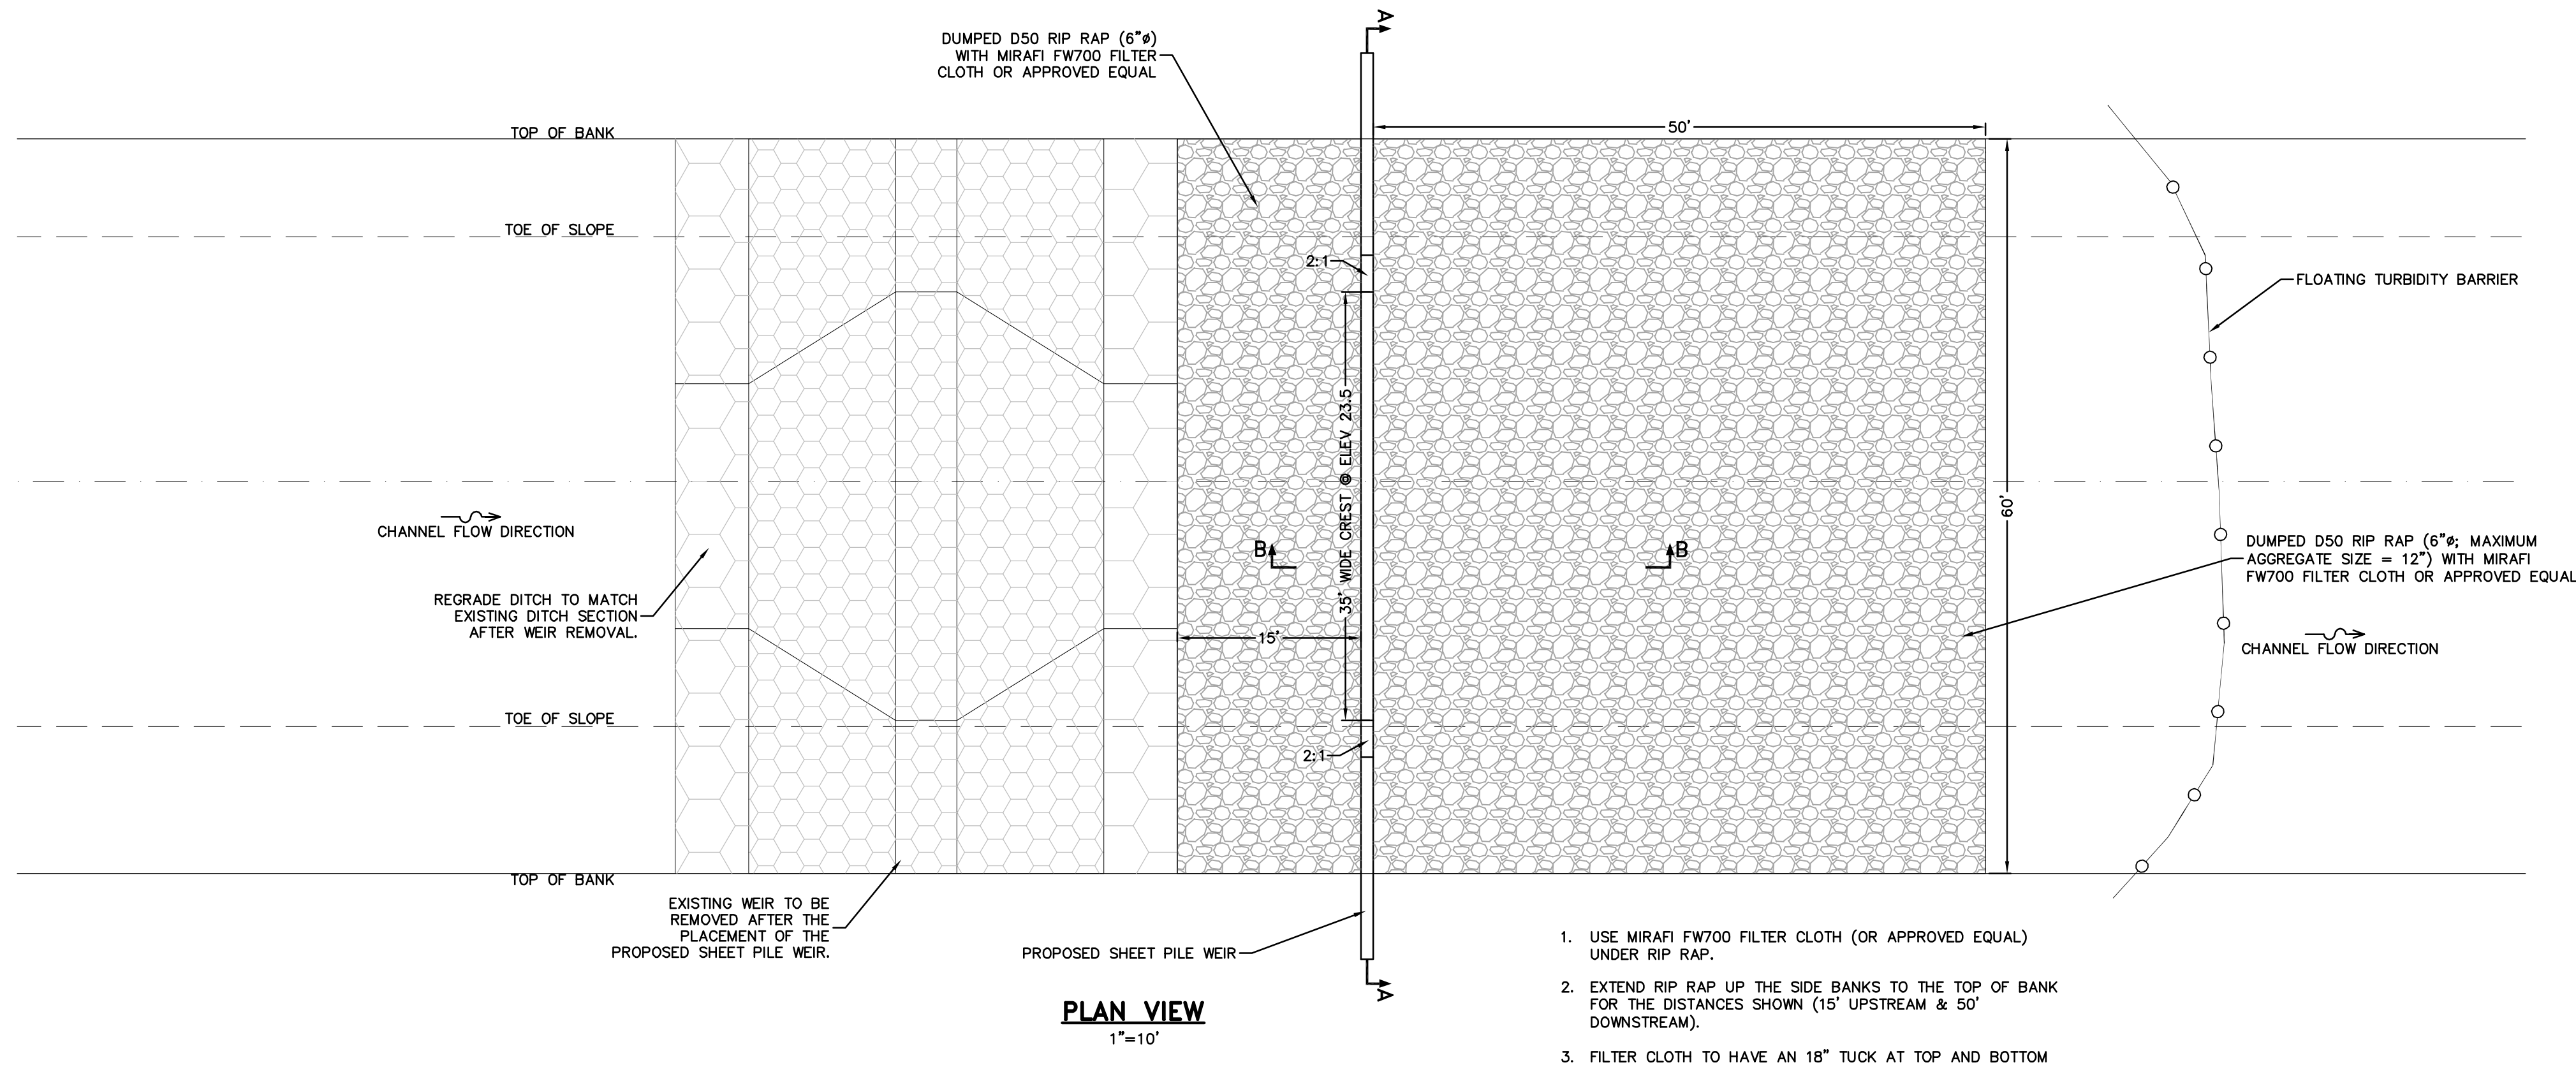 A
DUMPED D50 RIP RAP (6"ø)
WITH MIRAFI FW700 FILTER
CLOTH OR APPROVED EQUAL
TOP OF BANK
50'
TOE OF SLOPE
2:1
FLOATING TURBIDITY BARRIER
35' WIDE CREST @ ELEV 23.5
60'
CHANNEL FLOW DIRECTION
B
B
DUMPED D50 RIP RAP (6"ø; MAXIMUM
AGGREGATE SIZE = 12") WITH MIRAFI
FW700 FILTER CLOTH OR APPROVED EQUAL
REGRADE DITCH TO MATCH
EXISTING DITCH SECTION
AFTER WEIR REMOVAL.
15'
CHANNEL FLOW DIRECTION
TOE OF SLOPE
2:1
TOP OF BANK
EXISTING WEIR TO BE
REMOVED AFTER THE
PLACEMENT OF THE
PROPOSED SHEET PILE WEIR.
PROPOSED SHEET PILE WEIR
A
PLAN VIEW
1"=10'
1. USE MIRAFI FW700 FILTER CLOTH (OR APPROVED EQUAL)
UNDER RIP RAP.
2. EXTEND RIP RAP UP THE SIDE BANKS TO THE TOP OF BANK
FOR THE DISTANCES SHOWN (15' UPSTREAM & 50'
DOWNSTREAM).
3. FILTER CLOTH TO HAVE AN 18" TUCK AT TOP AND BOTTOM